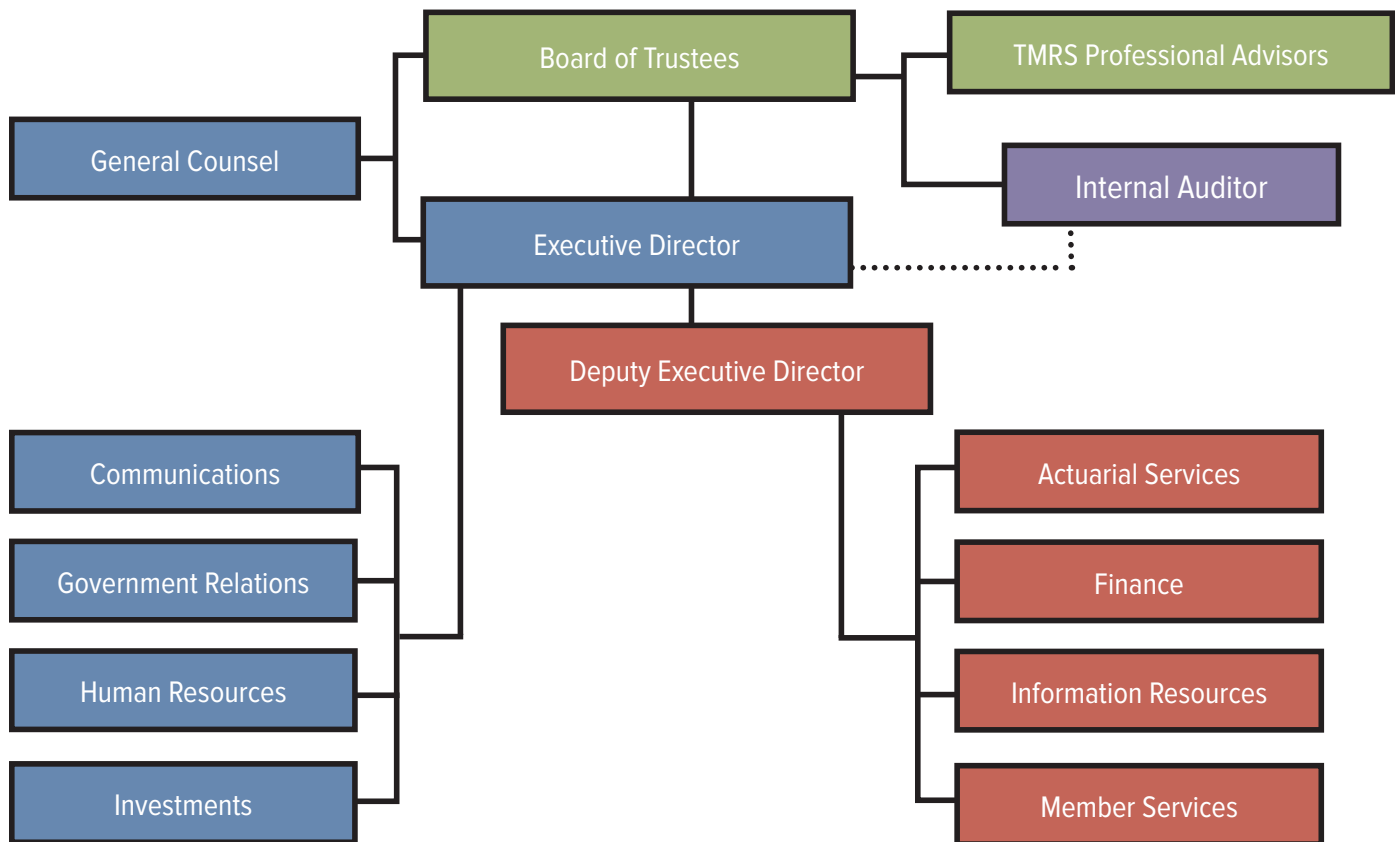 Board of Trustees
TMRS Professional Advisors
General Counsel
Internal Auditor
Executive Director
Deputy Executive Director
Communications
Government Relations
Human Resources
Investments
Actuarial Services
Finance
Information Resources
Member Services